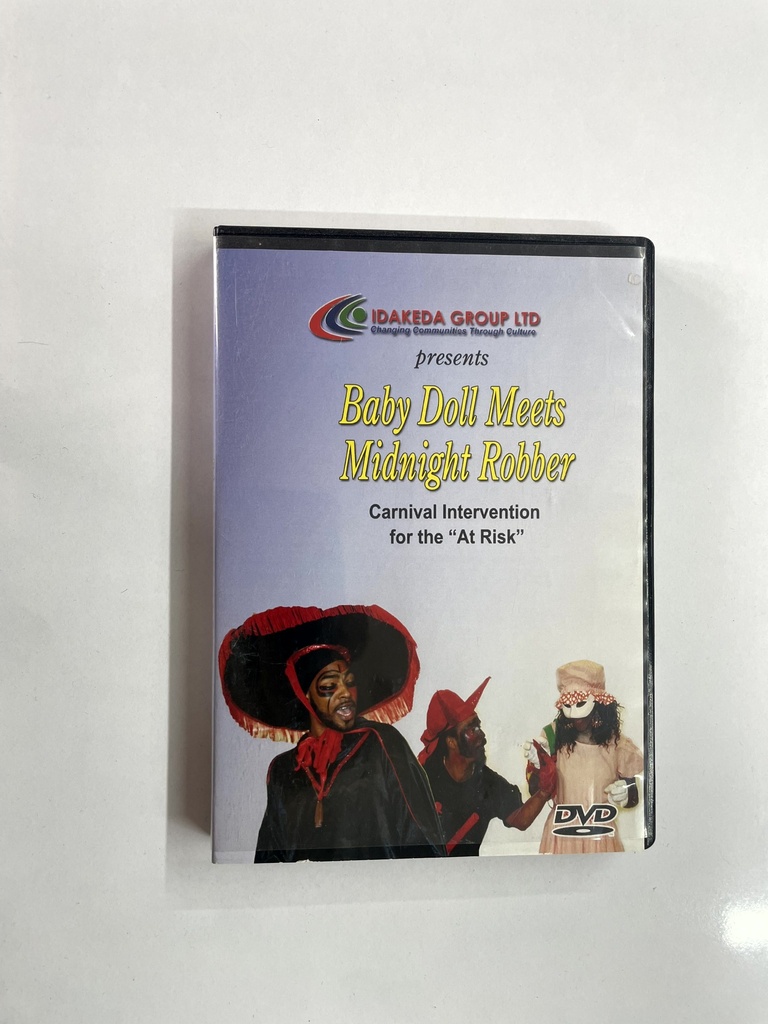 IDAKEDA GROUP LTD
Changing Communities Through Culture
presents
Baby Doll Meets
Midnight Robber
Carnival Intervention
for the “At Risk”
DVD